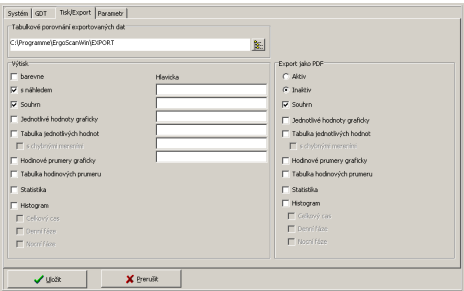 Systém GDT Tisk/Export Parametr
Tabulkové porovnání exportovaných dat
C:\Programme\ErgoScanWin\EXPORT
Výtisk
barevne
Hlavicka
s náhledem
Souhrn
Jednotlivé hodnoty graficky
Tabulka jednotlivých hodnot
s chybnými mereními
Hodinové prumery graficky
Tabulka hodinových prumeru
Statistika
Histogram
Celkový cas
Denní fáze
Nocní fáze
Export jako PDF
Aktiv
Inaktiv
Souhrn
Jednotlivé hodnoty graficky
Tabulka jednotlivých hodnot
s chybnými mereními
Hodinové prumery graficky
Tabulka hodinových prumeru
Statistika
Histogram
Celkový cas
Denní fáze
Nocní fáze
Uložit
Prerušit